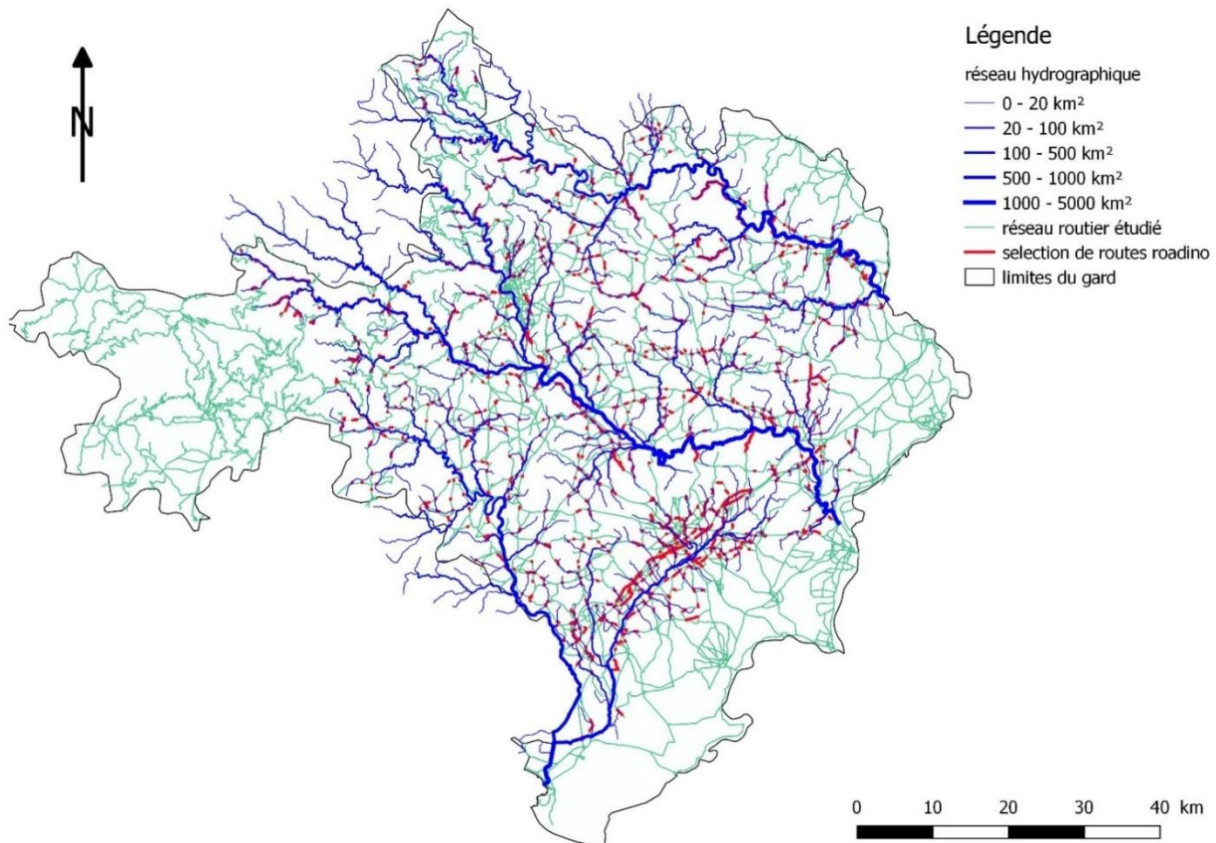 N
Légende
réseau hydrographique
0 - 20 km²
20 - 100 km²
100 - 500 km²
500 - 1000 km²
1000 - 5000 km²
réseau routier étudié
selection de routes roadino
limites du gard
0 10 20 30 40 km